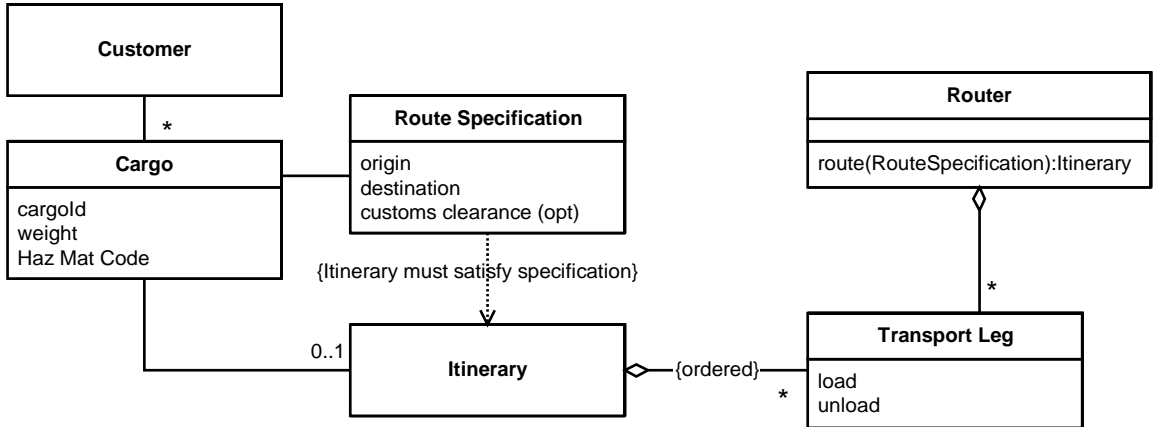 Customer
*
Cargo
cargoId
weight
Haz Mat Code
Route Specification
origin
destination
customs clearance (opt)
{Itinerary must satisfy specification}
Router
route(RouteSpecification):Itinerary
*
0..1
Itinerary
{ordered}
*
Transport Leg
load
unload